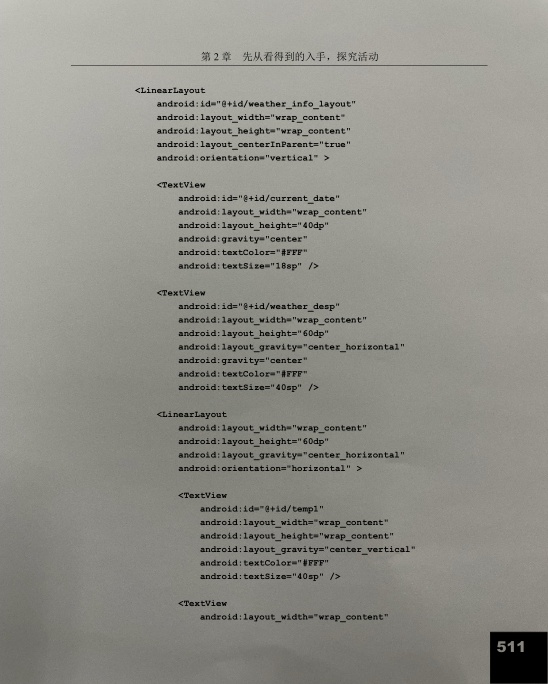 第 2 章 先从看得到的入手，探究活动
<LinearLayout
android:id="@+id/weather_info_layout"
android:layout_width="wrap_content"
android:layout_height="wrap_content"
android:layout_centerInParent="true"
android:orientation="vertical" >
<TextView
android:id="@+id/current_date"
android:layout_width="wrap_content"
android:layout_height="40dp"
android:gravity="center"
android:textColor="#FFF"
android:textSize="18sp" />
<TextView
android:id="@+id/weather_desp"
android:layout_width="wrap_content"
android:layout_height="60dp"
android:layout_gravity="center_horizontal"
android:gravity="center"
android:textColor="#FFF"
android:textSize="40sp" />
<LinearLayout
android:layout_width="wrap_content"
android:layout_height="60dp"
android:layout_gravity="center_horizontal"
android:orientation="horizontal" >
<TextView
android:id="@+id/temp1"
android:layout_width="wrap_content"
android:layout_height="wrap_content"
android:layout_gravity="center_vertical"
android:textColor="#FFF"
android:textSize="40sp" />
<TextView
android:layout_width="wrap_content"
511